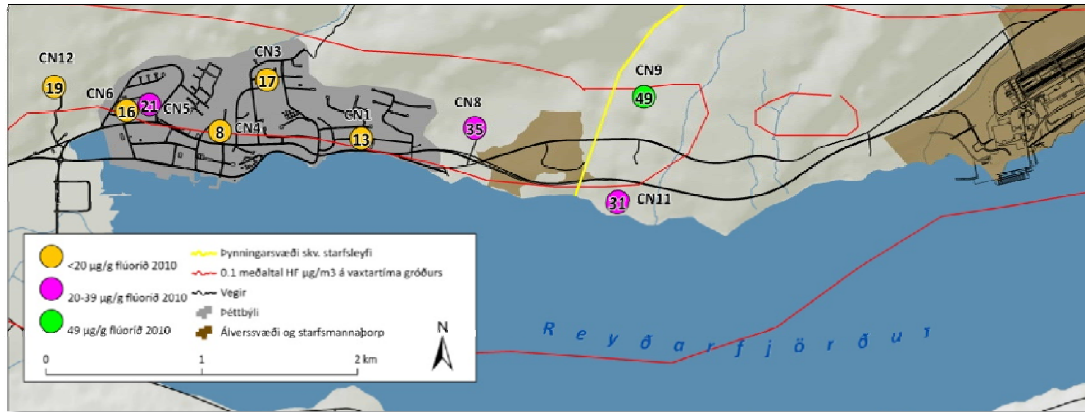 CN12
19
CN3
17
CN6
16
21
CN5
8
CN4
CN1
13
CN8
35
CN9
49
31
CN11
<20 µg/g flúoríð 2010
20-39 µg/g flúoríð 2010
49 µg/g flúoríð 2010
Þynningarsvæði skv. starfsleyfi
0.1 meðaltal HF µg/m3 á vaxtartíma gróðurs
Vegir
Þéttbýli
Álverssvæði og starfsmannaþorp
N
0 1 2 km
Reyðarfjörður